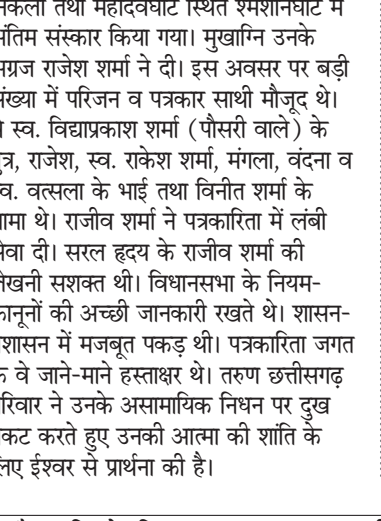 निकली तथा महादेवघाट स्थित श्मशानघाट में
अंतिम संस्कार किया गया। मुखाग्नि उनके
अग्रज राजेश शर्मा ने दी। इस अवसर पर बड़ी
संख्या में परिजन व पत्रकार साथी मौजूद थे।
स्व. विद्याप्रकाश शर्मा (पौसरी वाले) के
पुत्र, राजेश, स्व. राकेश शर्मा, मंगला, वंदना व
स्व. वत्सला के भाई तथा विनीत शर्मा के
मामा थे। राजीव शर्मा ने पत्रकारिता में लंबी
सेवा दी। सरल हृदय के राजीव शर्मा की
लेखनी सशक्त थी। विधानसभा के नियम-
कानूनों की अच्छी जानकारी रखते थे। शासन-
प्रशासन में मजबूत पकड़ थी। पत्रकारिता जगत
के वे जाने-माने हस्ताक्षर थे। तरुण छत्तीसगढ़
परिवार ने उनके असामायिक निधन पर दुख
प्रकट करते हुए उनकी आत्मा की शांति के
लिए ईश्वर से प्रार्थना की है।